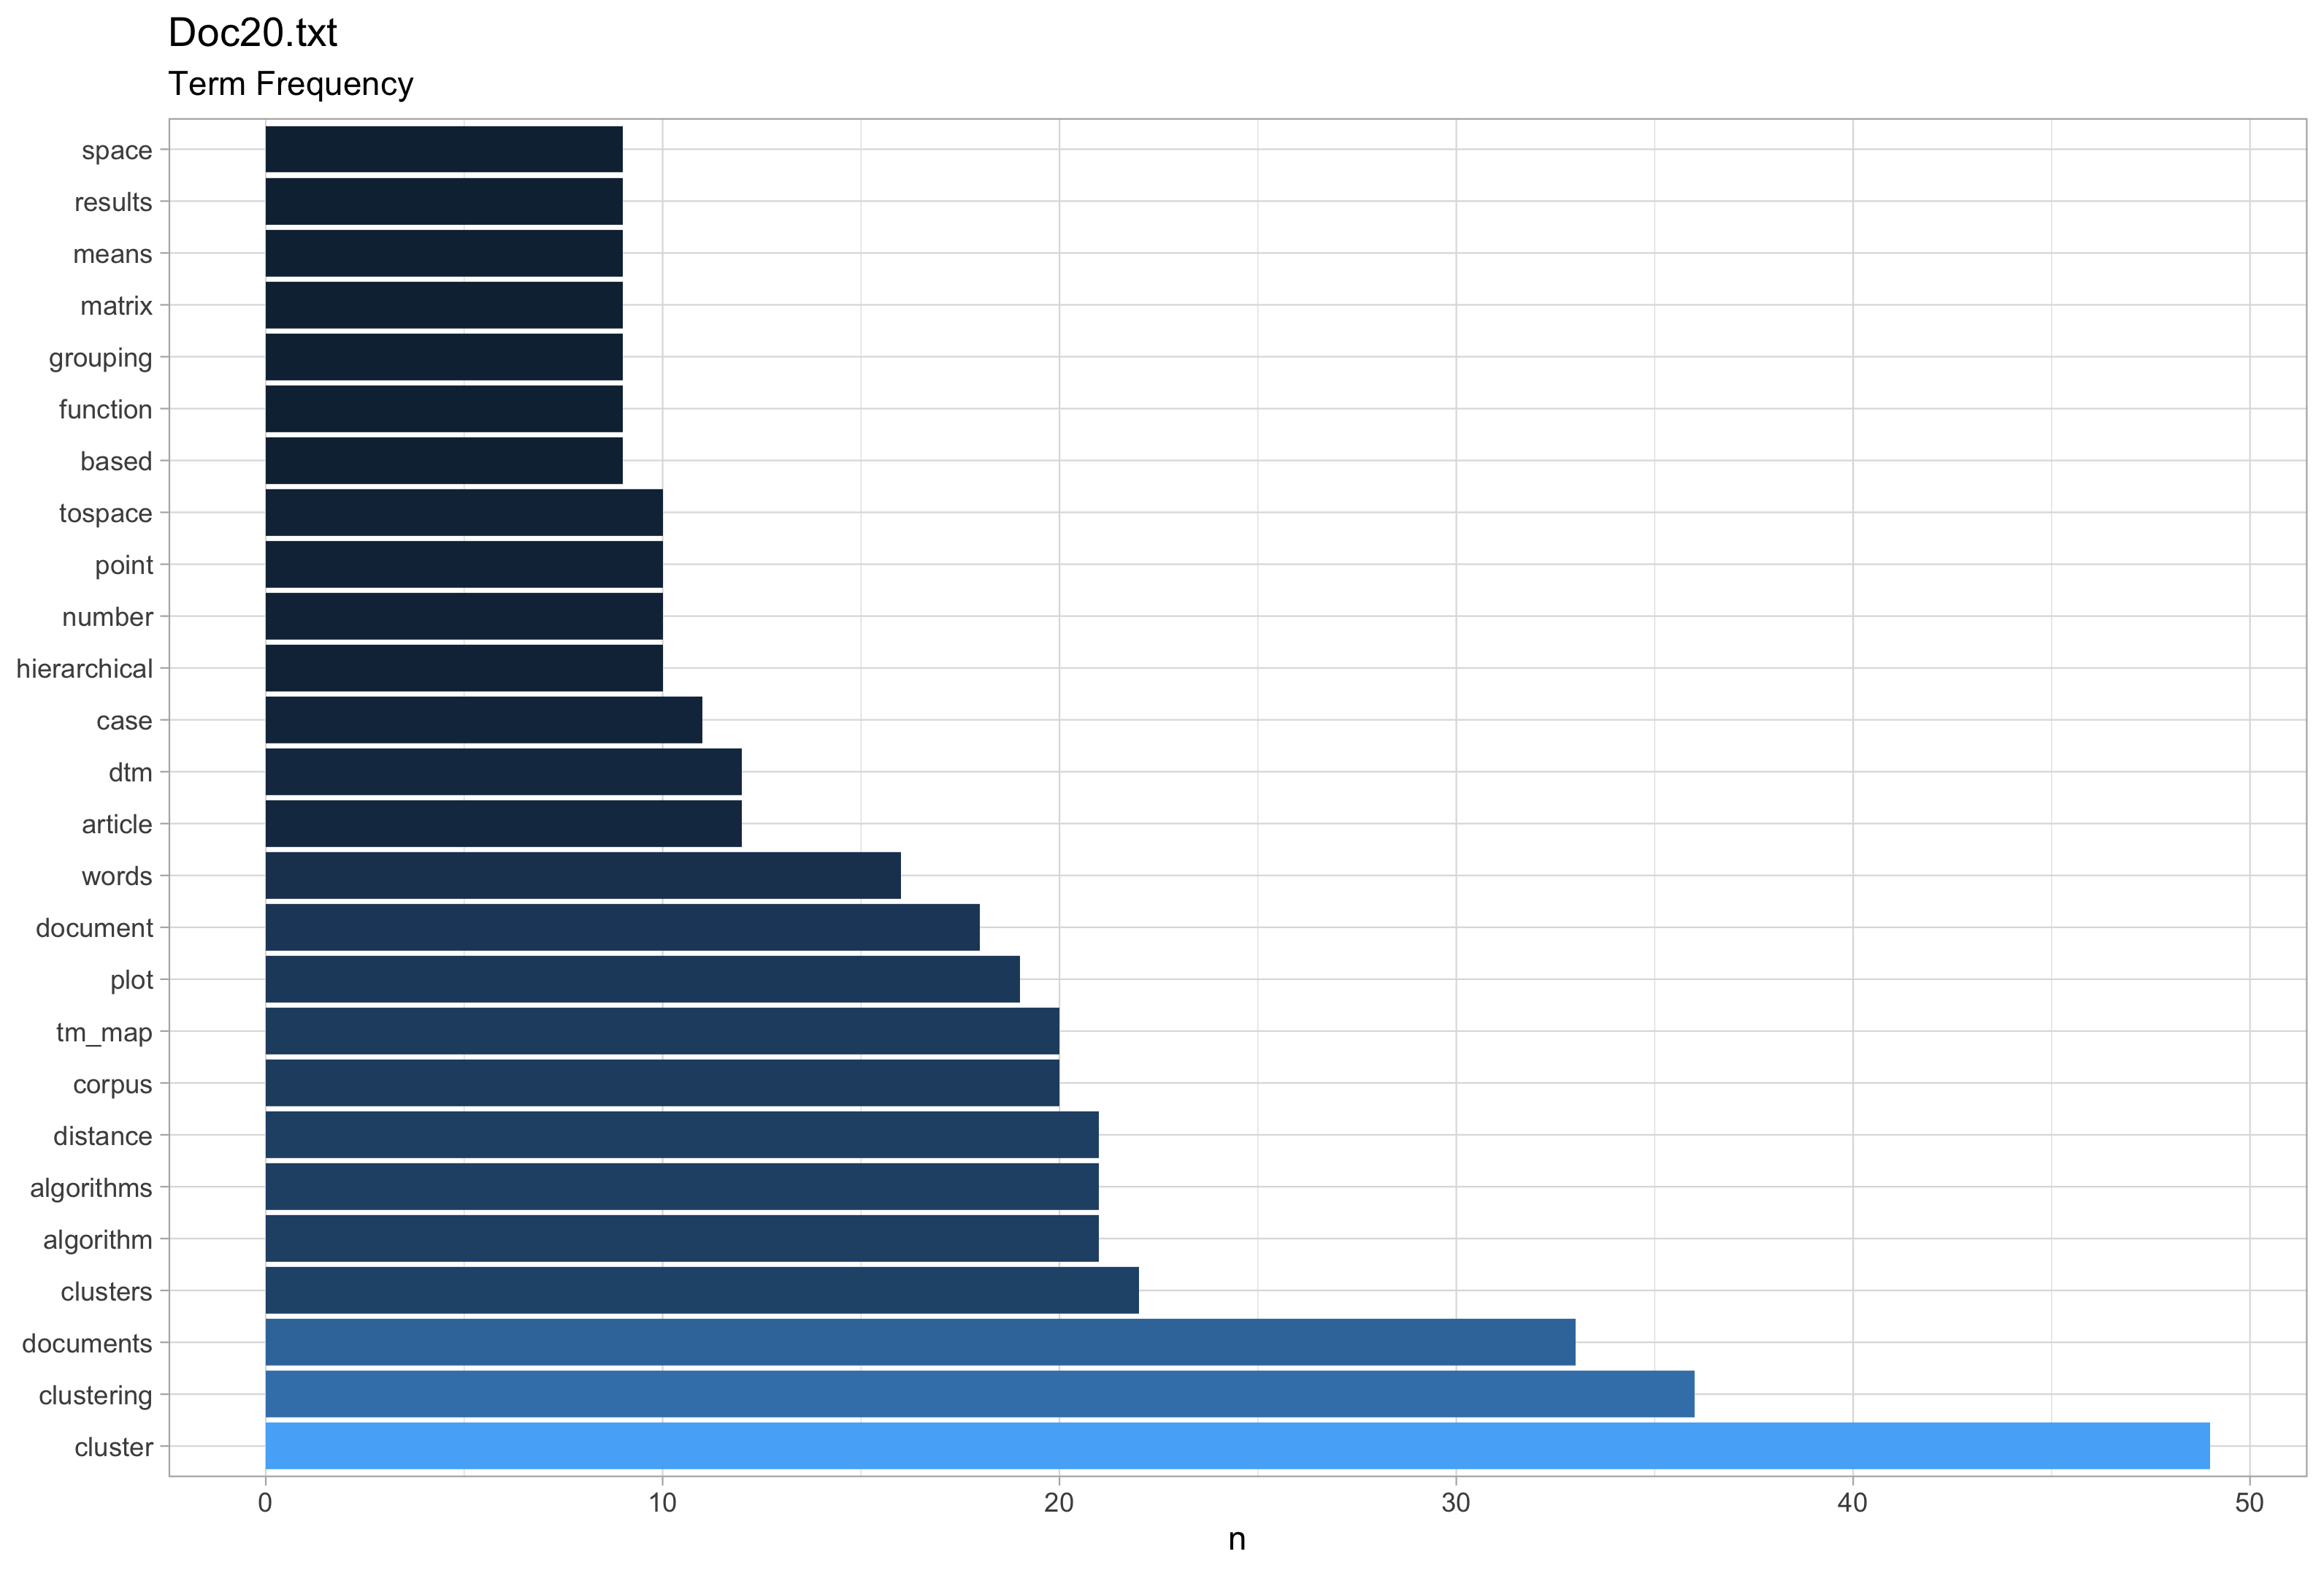 Doc20.txt
Term Frequency
space
results
means
matrix
grouping
function
based
tospace
point
number
hierarchical
case
dtm
article
words
document
plot
tm_map
corpus
distance
algorithms
algorithm
clusters
documents
clustering
cluster
0 10 20 30 40 50
n